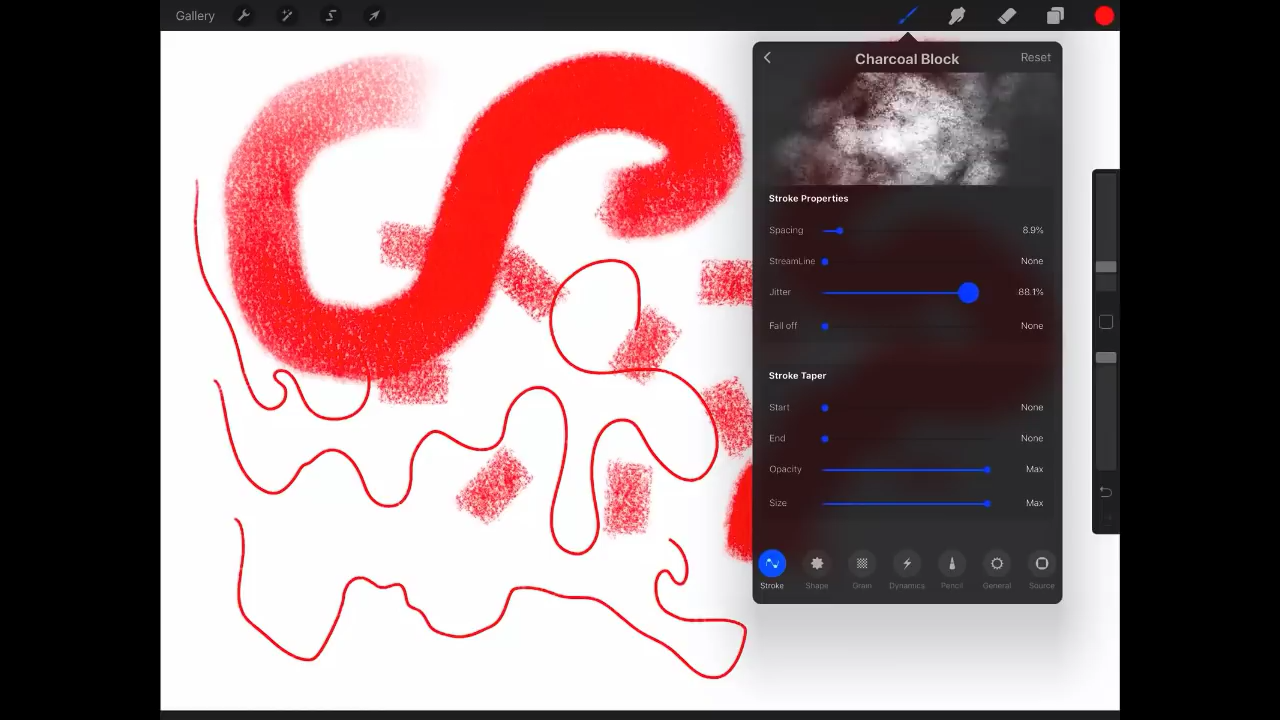 Gallery
Charcoal Block
Reset
Stroke Properties
Spacing 8.9%
StreamLine None
Jitter 88.1%
Fall off None
Stroke Taper
Start None
End None
Opacity Max
Size Max
Stroke Shape Grain Dynamics Pencil General Source